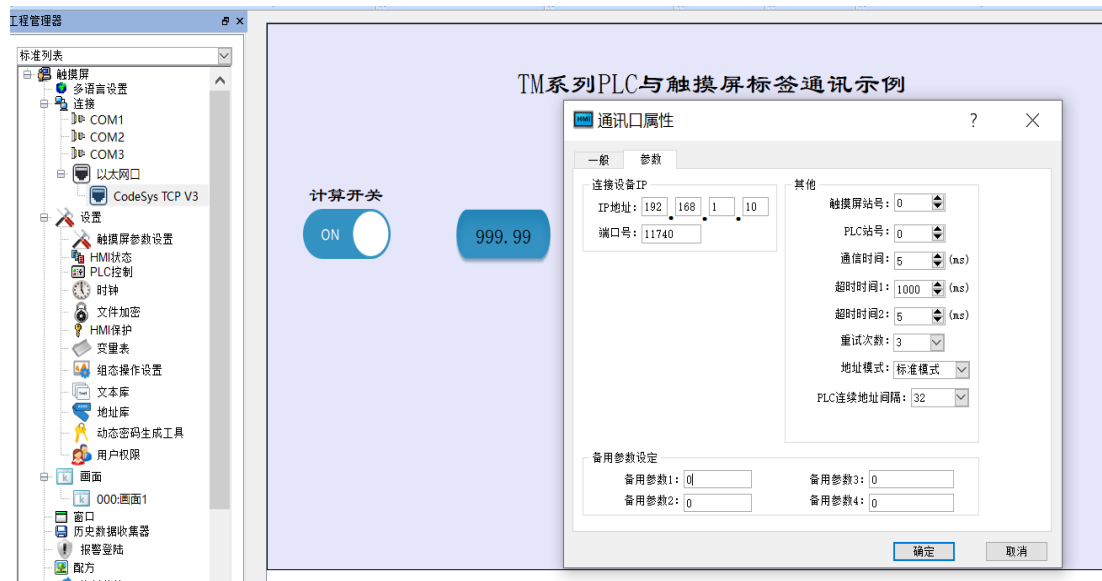 工程管理器
标准列表
触摸屏
多语言设置
连接
COM1
COM2
COM3
以太网口
CodeSys TCP V3
设置
触摸屏参数设置
HMI状态
PLC控制
时钟
文件加密
HMI保护
变量表
组态操作设置
文本库
地址库
动态密码生成工具
用户权限
画面
000:画面1
窗口
历史数据收集器
报警登陆
配方
TM系列PLC与触摸屏标签通讯示例
计算开关
ON
999.99
HMI 通讯口属性
一般 参数
连接设备IP
IP地址: 192 . 168 . 1 . 10
端口号: 11740
其他
触摸屏站号: 0
PLC站号: 0
通信时间: 5 (ms)
超时时间1: 1000 (ms)
超时时间2: 5 (ms)
重试次数: 3
地址模式: 标准模式
PLC连续地址间隔: 32
备用参数设定
备用参数1: 0 备用参数3: 0
备用参数2: 0 备用参数4: 0
确定 取消